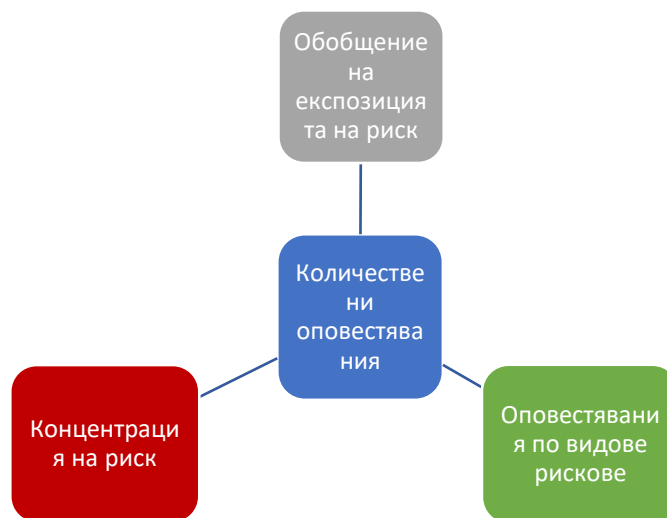 Обобщение
на
експозиция
та на риск
Количестве
ни
оповестява
ния
Концентраци
я на риск
Оповестявани
я по видове
рискове